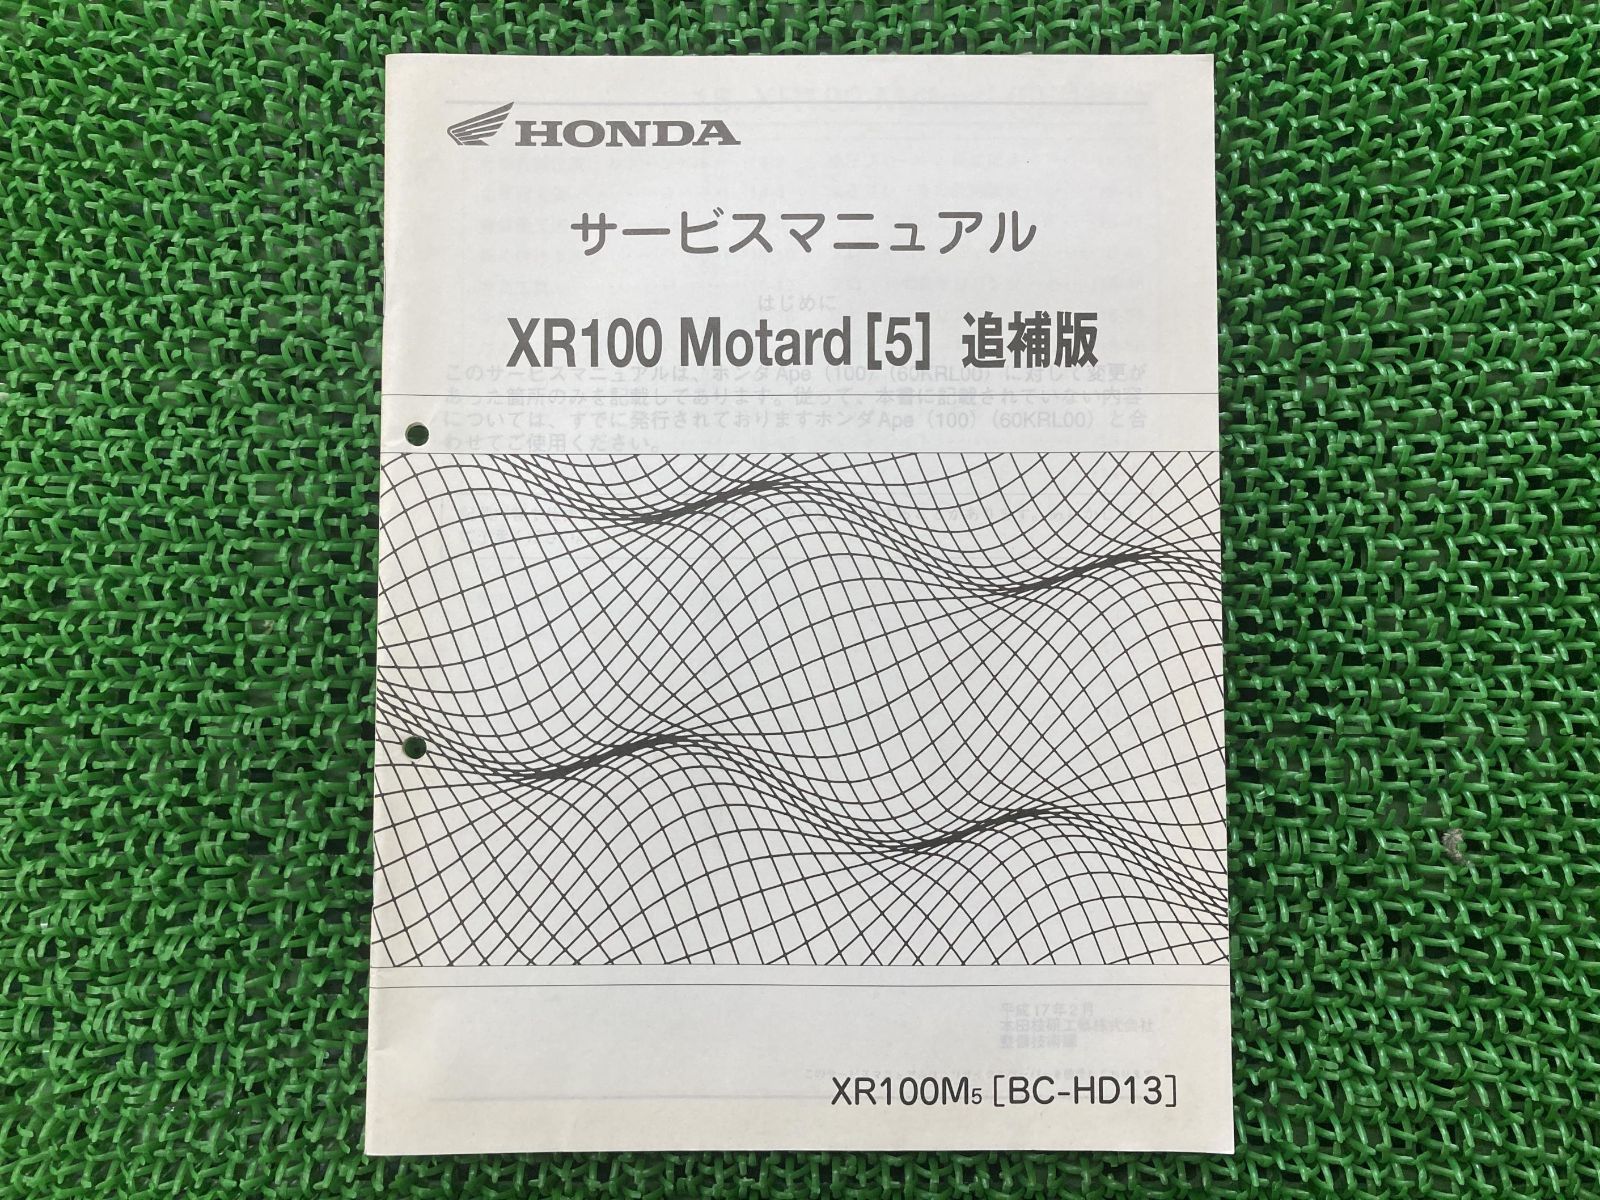 HONDA
サービスマニュアル
はじめに
XR100 Motard [5] 追補版
このサービスマニュアルは、ホンダ Ape (100) (60KRL00) に対して変更が
あった箇所のみを記載してあります。従って、本書に記載されていない内容
については、すでに発行されておりますホンダ Ape (100) (60KRL00) と合
わせてご使用ください。
平成17年2月
本田技研工業株式会社
XR100M5 [BC-HD13]